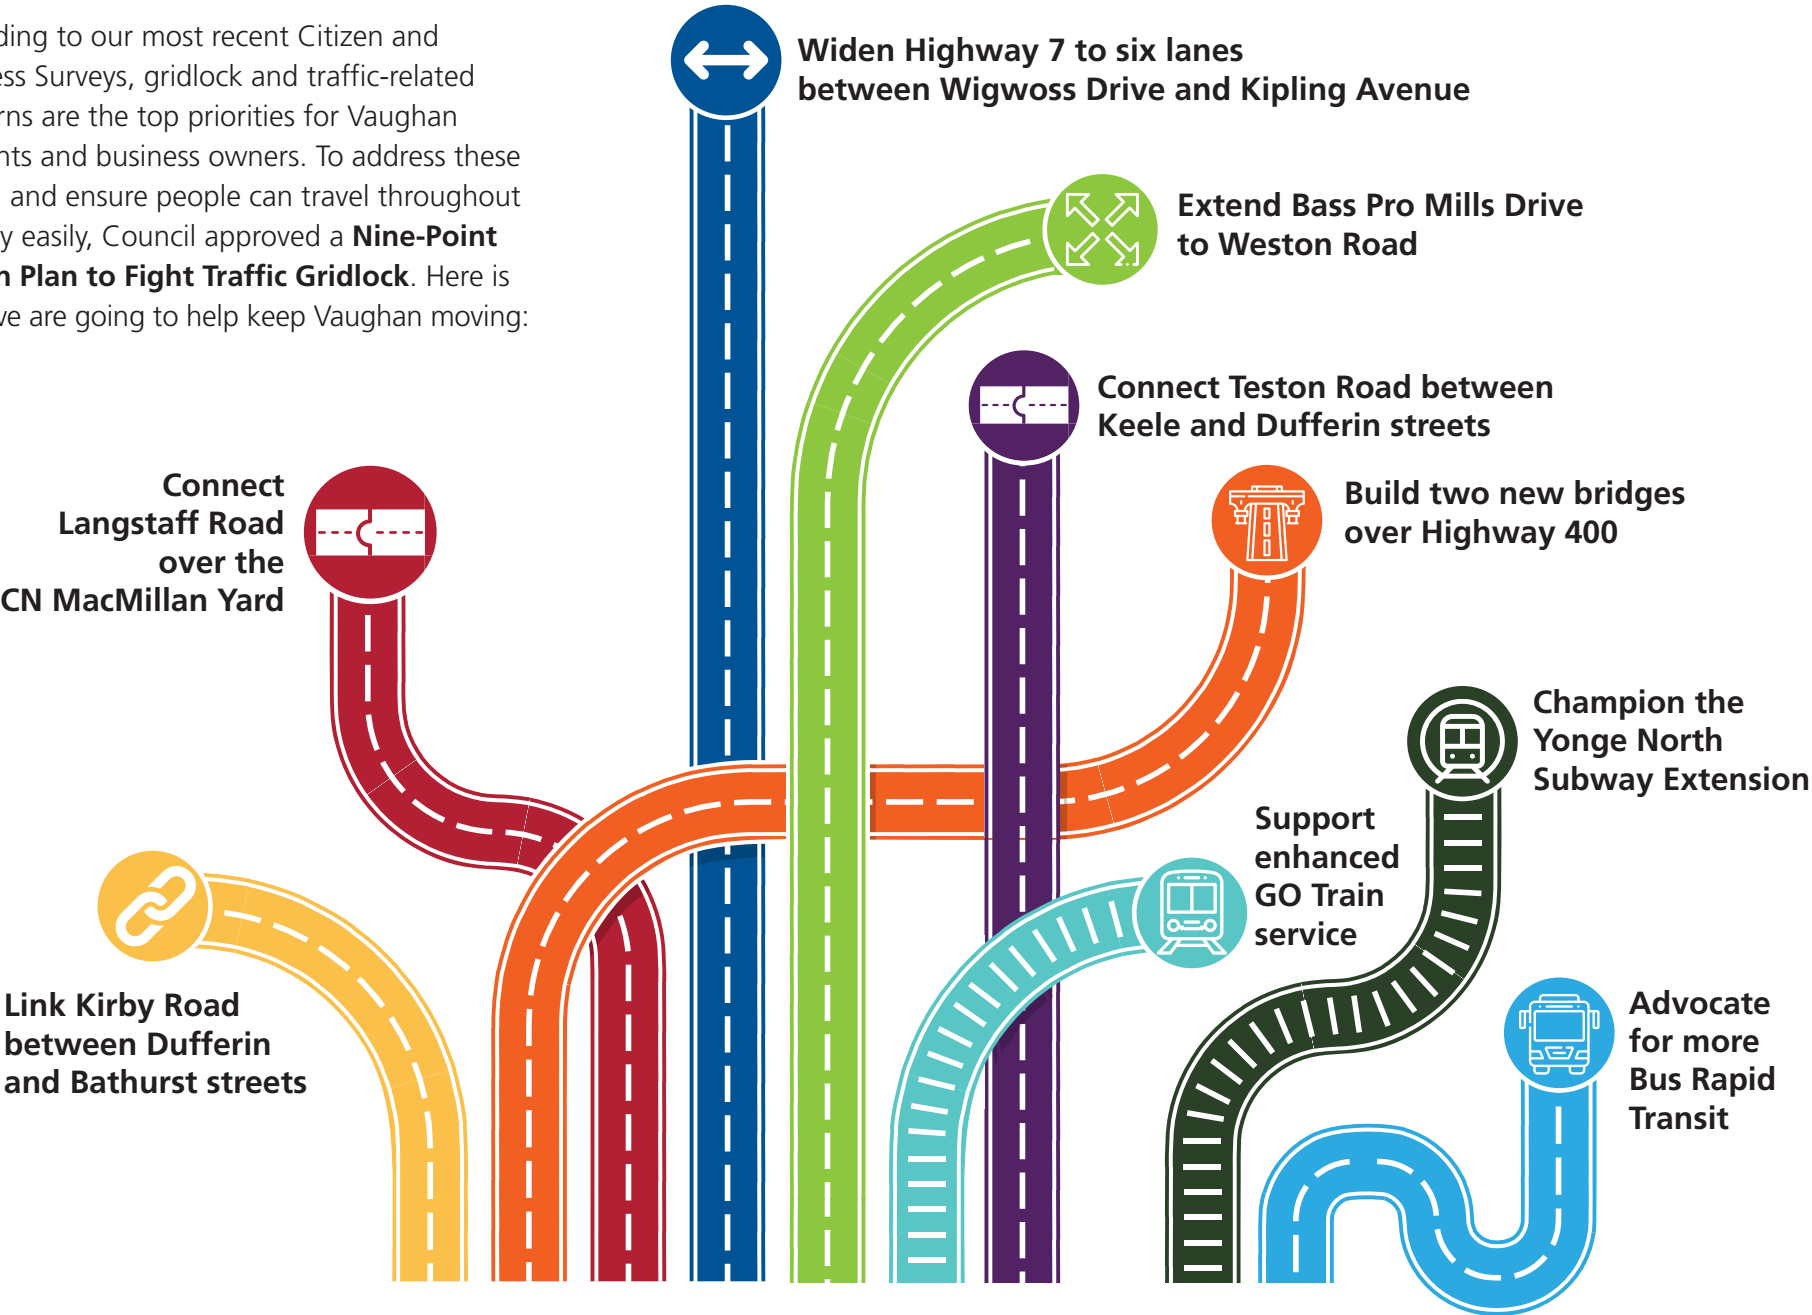 ding to our most recent Citizen and
ess Surveys, gridlock and traffic-related
rns are the top priorities for Vaughan
nts and business owners. To address these
and ensure people can travel throughout
y easily, Council approved a Nine-Point
n Plan to Fight Traffic Gridlock. Here is
ve are going to help keep Vaughan moving:
Widen Highway 7 to six lanes
between Wigwoss Drive and Kipling Avenue
Extend Bass Pro Mills Drive
to Weston Road
Connect Teston Road between
Keele and Dufferin streets
Connect
Langstaff Road
over the
CN MacMillan Yard
Build two new bridges
over Highway 400
Champion the
Yonge North
Subway Extension
Support
enhanced
GO Train
service
Link Kirby Road
between Dufferin
and Bathurst streets
Advocate
for more
Bus Rapid
Transit